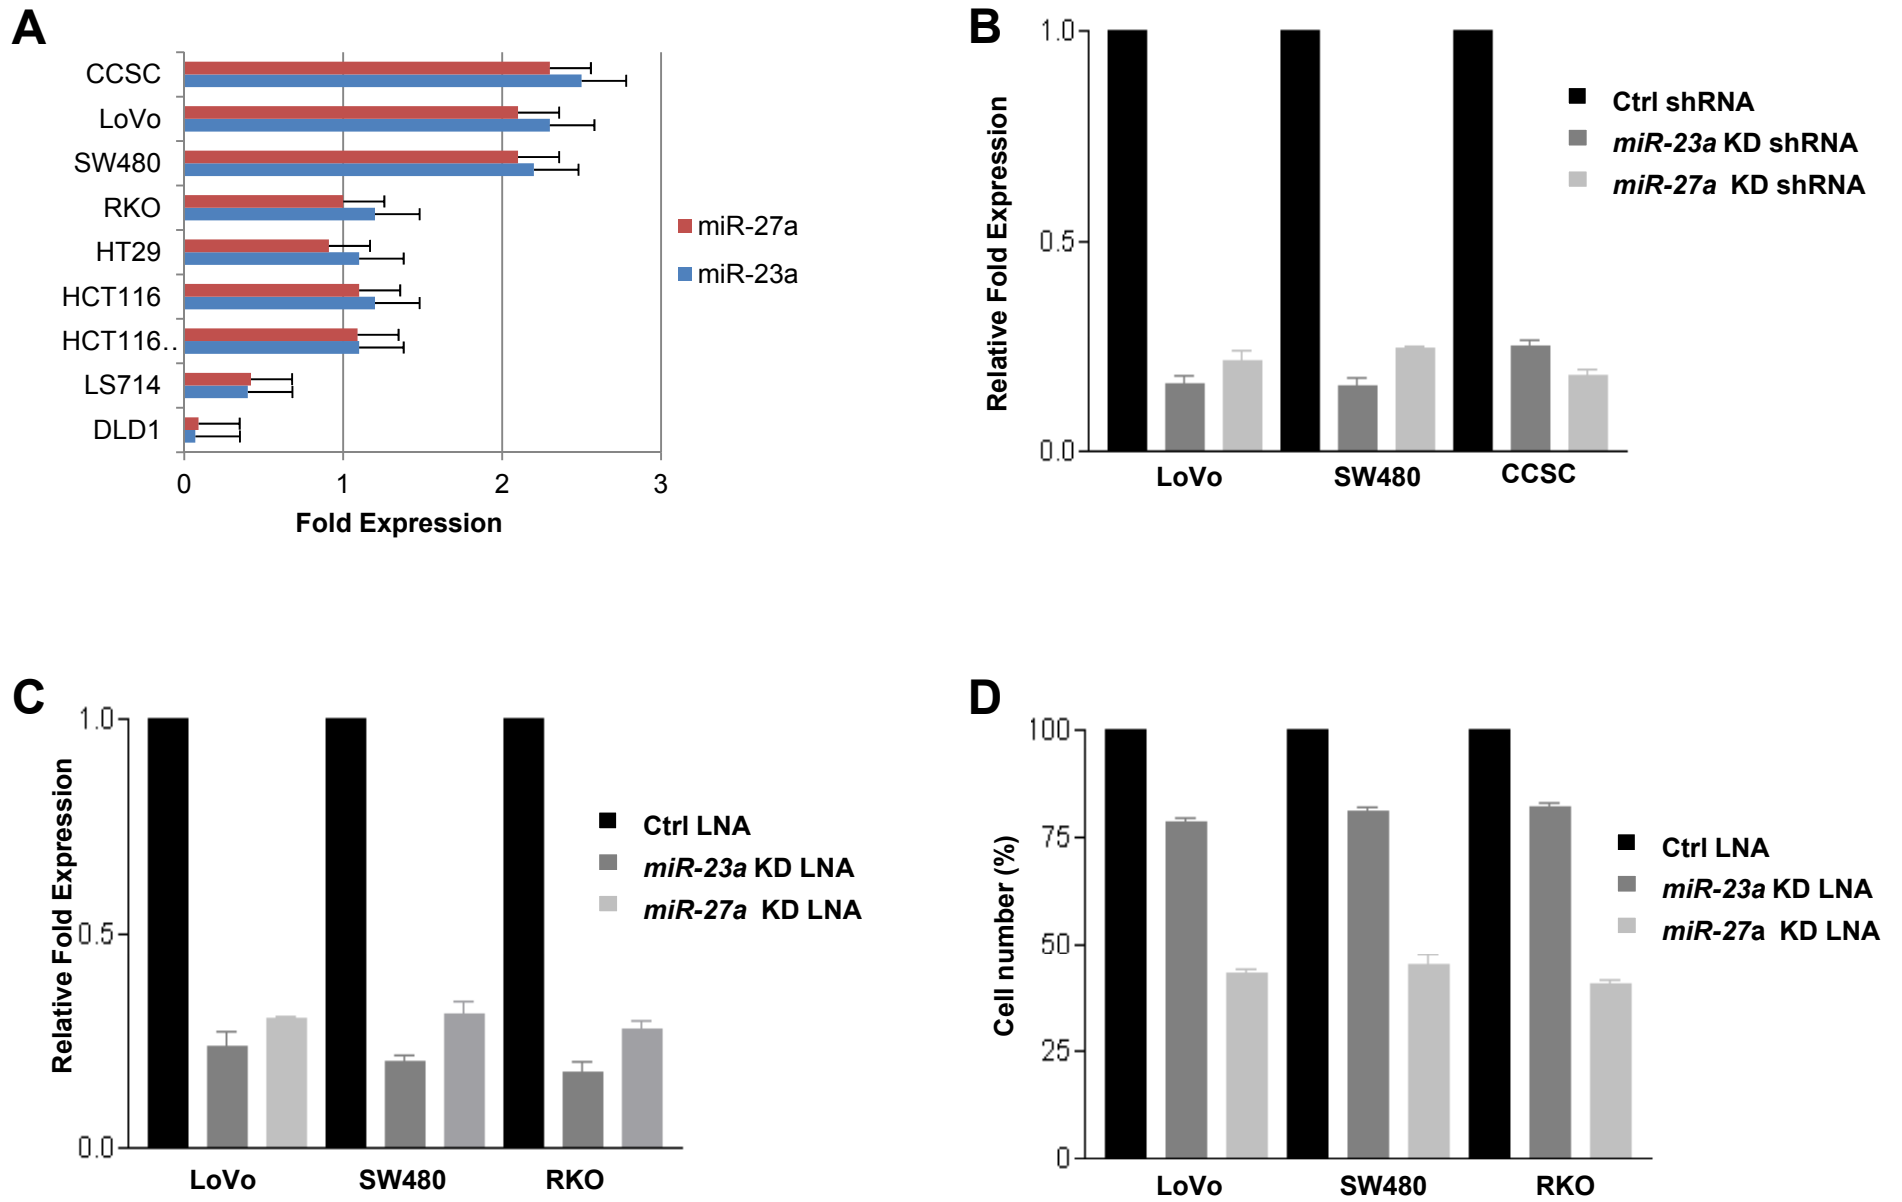 A
CCSC
LoVo
SW480
RKO
HT29
HCT116
HCT116..
LS714
DLD1
0 1 2 3
Fold Expression
miR-27a
miR-23a
B
Relative Fold Expression
1.0
0.5
0.0
LoVo SW480 CCSC
Ctrl shRNA
miR-23a KD shRNA
miR-27a KD shRNA
C
Relative Fold Expression
1.0
0.5
0.0
LoVo SW480 RKO
Ctrl LNA
miR-23a KD LNA
miR-27a KD LNA
D
Cell number (%)
100
75
50
25
0
LoVo SW480 RKO
Ctrl LNA
miR-23a KD LNA
miR-27a KD LNA